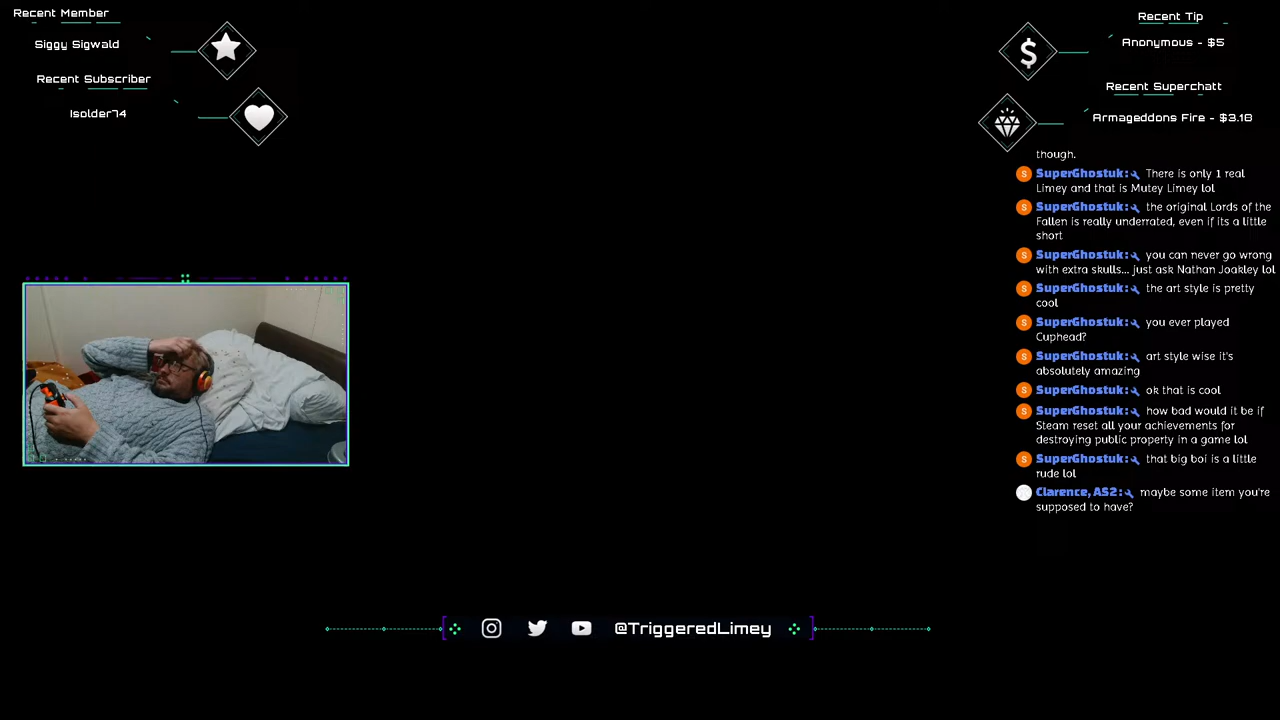 Recent Member
Siggy Sigwald
Recent Subscriber
Isolder74
Recent Tip
Anonymous - $5
Recent Superchatt
Armageddons Fire - $3.18
though.
SuperGhostuk: There is only 1 real
Limey and that is Mutey Limey lol
SuperGhostuk: the original Lords of the
Fallen is really underrated, even if its a little
short
SuperGhostuk: you can never go wrong
with extra skulls... just ask Nathan Joakley lol
SuperGhostuk: the art style is pretty
cool
SuperGhostuk: you ever played
Cuphead?
SuperGhostuk: art style wise it's
absolutely amazing
SuperGhostuk: ok that is cool
SuperGhostuk: how bad would it be if
Steam reset all your achievements for
destroying public property in a game lol
SuperGhostuk: that big boi is a little
rude lol
Clarence, AS2: maybe some item you're
supposed to have?
@TriggeredLimey